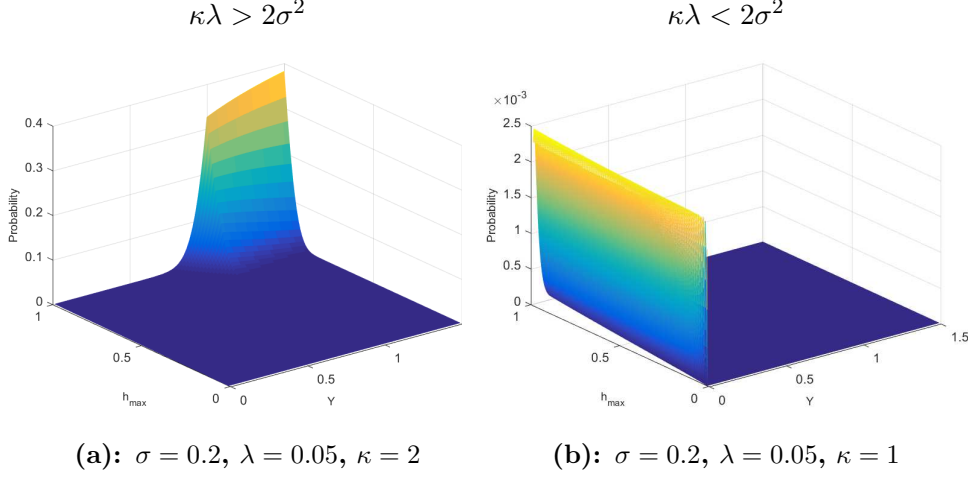 κλ > 2σ²
κλ < 2σ²
0.4
0.3
0.2
0.1
0
Probability
1
0.5
0
h_max
0
0.5
1
Y
×10⁻³
2.5
2
1.5
1
0.5
0
Probability
1
0.5
0
h_max
0
0.5
1
1.5
Y
(a): σ = 0.2, λ = 0.05, κ = 2
(b): σ = 0.2, λ = 0.05, κ = 1